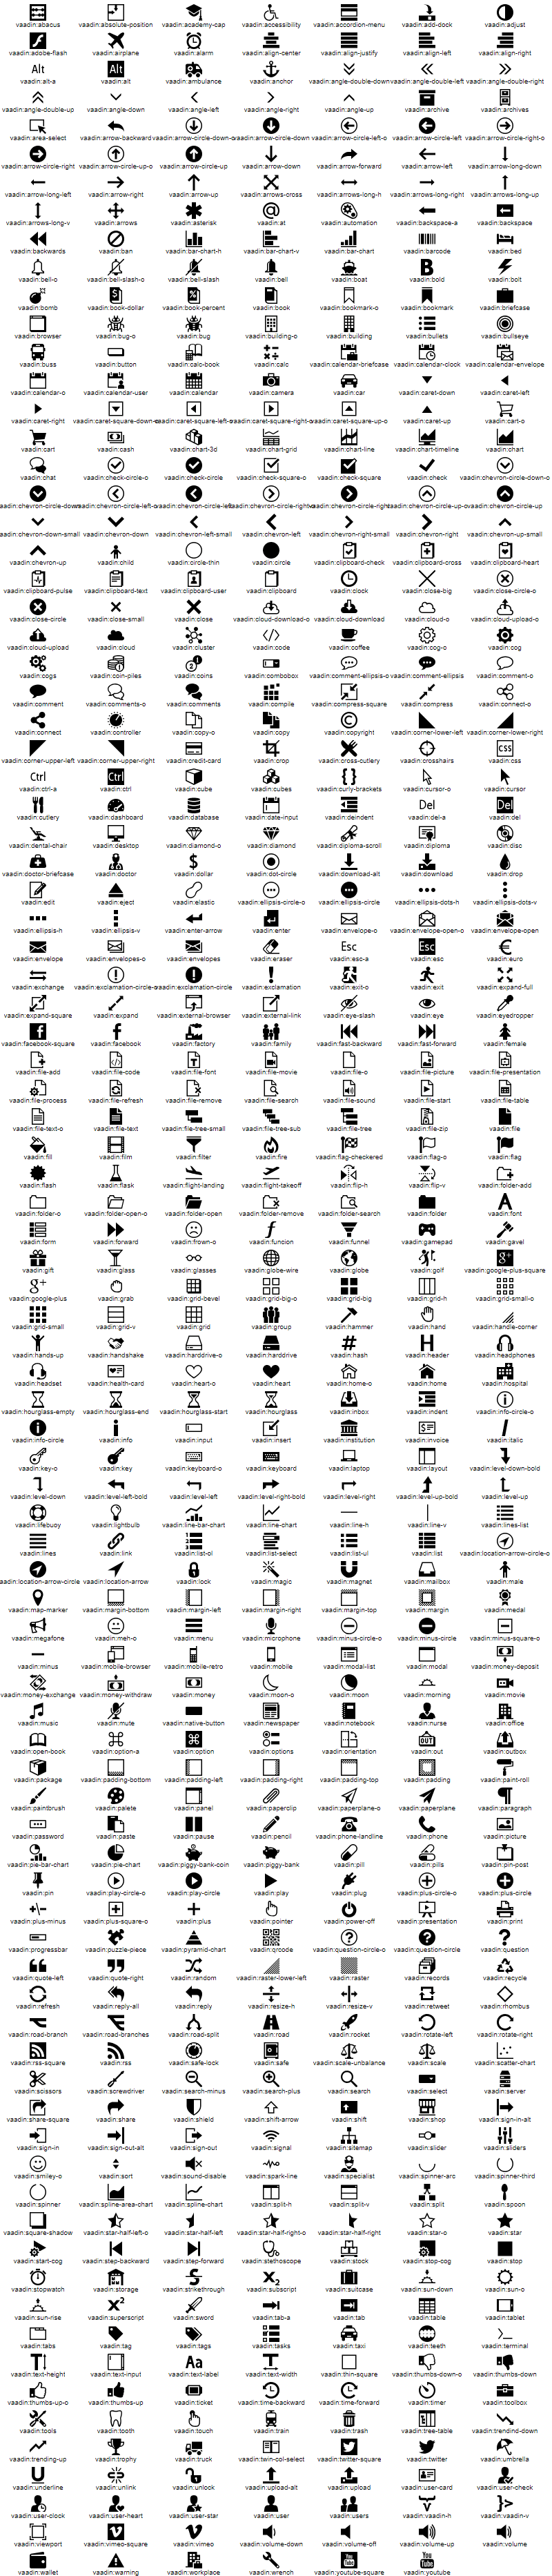 vaadin:abacus vaadin:absolute-position vaadin:academy-cap vaadin:accessibility vaadin:accordion-menu vaadin:add-dock vaadin:adjust
vaadin:adobe-flash vaadin:airplane vaadin:alarm vaadin:align-center vaadin:align-justify vaadin:align-left vaadin:align-right
Alt Alt
vaadin:alt-a vaadin:alt vaadin:ambulance vaadin:anchor vaadin:angle-double-down vaadin:angle-double-left vaadin:angle-double-right
vaadin:angle-double-up vaadin:angle-down vaadin:angle-left vaadin:angle-right vaadin:angle-up vaadin:archive vaadin:archives
vaadin:area-select vaadin:arrow-backward vaadin:arrow-circle-down-o vaadin:arrow-circle-down vaadin:arrow-circle-left-o vaadin:arrow-circle-left vaadin:arrow-circle-right-o
vaadin:arrow-circle-right vaadin:arrow-circle-up-o vaadin:arrow-circle-up vaadin:arrow-down vaadin:arrow-forward vaadin:arrow-left vaadin:arrow-long-down
vaadin:arrow-long-left vaadin:arrow-right vaadin:arrow-up vaadin:arrows-cross vaadin:arrows-long-h vaadin:arrows-long-right vaadin:arrows-long-up
vaadin:arrows-long-v vaadin:arrows vaadin:asterisk vaadin:at vaadin:automation vaadin:backspace-a vaadin:backspace
vaadin:backwards vaadin:ban vaadin:bar-chart-h vaadin:bar-chart-v vaadin:bar-chart vaadin:barcode vaadin:bed
vaadin:bell-o vaadin:bell-slash-o vaadin:bell-slash vaadin:bell vaadin:boat vaadin:bold vaadin:bolt
vaadin:bomb vaadin:book-dollar vaadin:book-percent vaadin:book vaadin:bookmark-o vaadin:bookmark vaadin:briefcase
vaadin:browser vaadin:bug-o vaadin:bug vaadin:building-o vaadin:building vaadin:bullets vaadin:bullseye
vaadin:buss vaadin:button vaadin:calc-book vaadin:calc vaadin:calendar-briefcase vaadin:calendar-clock vaadin:calendar-envelope
vaadin:calendar-o vaadin:calendar-user vaadin:calendar vaadin:camera vaadin:car vaadin:caret-down vaadin:caret-left
vaadin:caret-right vaadin:caret-square-down-o vaadin:caret-square-left-o vaadin:caret-square-right-o vaadin:caret-square-up-o vaadin:caret-up vaadin:cart-o
vaadin:cart vaadin:cash vaadin:chart-3d vaadin:chart-grid vaadin:chart-line vaadin:chart-timeline vaadin:chart
vaadin:chat vaadin:check-circle-o vaadin:check-circle vaadin:check-square-o vaadin:check-square vaadin:check vaadin:chevron-circle-down-o
vaadin:chevron-circle-down vaadin:chevron-circle-left-o vaadin:chevron-circle-left vaadin:chevron-circle-right-o vaadin:chevron-circle-right vaadin:chevron-circle-up-o vaadin:chevron-circle-up
vaadin:chevron-down-small vaadin:chevron-down vaadin:chevron-left-small vaadin:chevron-left vaadin:chevron-right-small vaadin:chevron-right vaadin:chevron-up-small
vaadin:chevron-up vaadin:child vaadin:circle-thin vaadin:circle vaadin:clipboard-check vaadin:clipboard-cross vaadin:clipboard-heart
vaadin:clipboard-pulse vaadin:clipboard-text vaadin:clipboard-user vaadin:clipboard vaadin:clock vaadin:close-big vaadin:close-circle-o
vaadin:close-circle vaadin:close-small vaadin:close vaadin:cloud-download-o vaadin:cloud-download vaadin:cloud-o vaadin:cloud-upload-o
vaadin:cloud-upload vaadin:cloud vaadin:cluster vaadin:code vaadin:coffee vaadin:cog-o vaadin:cog
vaadin:cogs vaadin:coin-piles vaadin:coins vaadin:combobox vaadin:comment-ellipsis-o vaadin:comment-ellipsis vaadin:comment-o
vaadin:comment vaadin:comments-o vaadin:comments vaadin:compile vaadin:compress-square vaadin:compress vaadin:connect-o
vaadin:connect vaadin:controller vaadin:copy-o vaadin:copy vaadin:copyright vaadin:corner-lower-left vaadin:corner-lower-right
CSS
vaadin:corner-upper-left vaadin:corner-upper-right vaadin:credit-card vaadin:crop vaadin:cross-cutlery vaadin:crosshairs vaadin:css
Ctrl Ctrl
vaadin:ctrl-a vaadin:ctrl vaadin:cube vaadin:cubes vaadin:curly-brackets vaadin:cursor-o vaadin:cursor
Del Del
vaadin:cutlery vaadin:dashboard vaadin:database vaadin:date-input vaadin:deindent vaadin:del-a vaadin:del
vaadin:dental-chair vaadin:desktop vaadin:diamond-o vaadin:diamond vaadin:diploma-scroll vaadin:diploma vaadin:disc
vaadin:doctor-briefcase vaadin:doctor vaadin:dollar vaadin:dot-circle vaadin:download-alt vaadin:download vaadin:drop
vaadin:edit vaadin:eject vaadin:elastic vaadin:ellipsis-circle-o vaadin:ellipsis-circle vaadin:ellipsis-dots-h vaadin:ellipsis-dots-v
vaadin:ellipsis-h vaadin:ellipsis-v vaadin:enter-arrow vaadin:enter vaadin:envelope-o vaadin:envelope-open-o vaadin:envelope-open
Esc Esc
vaadin:envelope vaadin:envelopes-o vaadin:envelopes vaadin:eraser vaadin:esc-a vaadin:esc vaadin:euro
vaadin:exchange vaadin:exclamation-circle-o vaadin:exclamation-circle vaadin:exclamation vaadin:exit-o vaadin:exit vaadin:expand-full
vaadin:expand-square vaadin:expand vaadin:external-browser vaadin:external-link vaadin:eye-slash vaadin:eye vaadin:eyedropper
vaadin:facebook-square vaadin:facebook vaadin:factory vaadin:family vaadin:fast-backward vaadin:fast-forward vaadin:female
vaadin:file-add vaadin:file-code vaadin:file-font vaadin:file-movie vaadin:file-o vaadin:file-picture vaadin:file-presentation
vaadin:file-process vaadin:file-refresh vaadin:file-remove vaadin:file-search vaadin:file-sound vaadin:file-start vaadin:file-table
vaadin:file-text-o vaadin:file-text vaadin:file-tree-small vaadin:file-tree-sub vaadin:file-tree vaadin:file-zip vaadin:file
vaadin:fill vaadin:film vaadin:filter vaadin:fire vaadin:flag-checkered vaadin:flag-o vaadin:flag
vaadin:flash vaadin:flask vaadin:flight-landing vaadin:flight-takeoff vaadin:flip-h vaadin:flip-v vaadin:folder-add
vaadin:folder-o vaadin:folder-open-o vaadin:folder-open vaadin:folder-remove vaadin:folder-search vaadin:folder vaadin:font
vaadin:form vaadin:forward vaadin:frown-o vaadin:funcion vaadin:funnel vaadin:gamepad vaadin:gavel
vaadin:gift vaadin:glass vaadin:glasses vaadin:globe-wire vaadin:globe vaadin:golf vaadin:google-plus-square
vaadin:google-plus vaadin:grab vaadin:grid-bevel vaadin:grid-big-o vaadin:grid-big vaadin:grid-h vaadin:grid-small-o
vaadin:grid-small vaadin:grid-v vaadin:grid vaadin:group vaadin:hammer vaadin:hand vaadin:handle-corner
vaadin:hands-up vaadin:handshake vaadin:harddrive-o vaadin:harddrive vaadin:hash vaadin:header vaadin:headphones
vaadin:headset vaadin:health-card vaadin:heart-o vaadin:heart vaadin:home-o vaadin:home vaadin:hospital
vaadin:hourglass-empty vaadin:hourglass-end vaadin:hourglass-start vaadin:hourglass vaadin:inbox vaadin:indent vaadin:info-circle-o
vaadin:info-circle vaadin:info vaadin:input vaadin:insert vaadin:institution vaadin:invoice vaadin:italic
vaadin:key-o vaadin:key vaadin:keyboard-o vaadin:keyboard vaadin:laptop vaadin:layout vaadin:level-down-bold
vaadin:level-down vaadin:level-left-bold vaadin:level-left vaadin:level-right-bold vaadin:level-right vaadin:level-up-bold vaadin:level-up
vaadin:lifebuoy vaadin:lightbulb vaadin:line-bar-chart vaadin:line-chart vaadin:line-h vaadin:line-v vaadin:lines-list
vaadin:lines vaadin:link vaadin:list-ol vaadin:list-select vaadin:list-ul vaadin:list vaadin:location-arrow-circle-o
vaadin:location-arrow-circle vaadin:location-arrow vaadin:lock vaadin:magic vaadin:magnet vaadin:mailbox vaadin:male
vaadin:map-marker vaadin:margin-bottom vaadin:margin-left vaadin:margin-right vaadin:margin-top vaadin:margin vaadin:medal
vaadin:megafone vaadin:meh-o vaadin:menu vaadin:microphone vaadin:minus-circle-o vaadin:minus-circle vaadin:minus-square-o
vaadin:minus vaadin:mobile-browser vaadin:mobile-retro vaadin:mobile vaadin:modal-list vaadin:modal vaadin:money-deposit
vaadin:money-exchange vaadin:money-withdraw vaadin:money vaadin:moon-o vaadin:moon vaadin:morning vaadin:movie
vaadin:music vaadin:mute vaadin:native-button vaadin:newspaper vaadin:notebook vaadin:nurse vaadin:office
OUT
vaadin:open-book vaadin:option-a vaadin:option vaadin:options vaadin:orientation vaadin:out vaadin:outbox
vaadin:package vaadin:padding-bottom vaadin:padding-left vaadin:padding-right vaadin:padding-top vaadin:padding vaadin:paint-roll
vaadin:paintbrush vaadin:palete vaadin:panel vaadin:paperclip vaadin:paperplane-o vaadin:paperplane vaadin:paragraph
vaadin:password vaadin:paste vaadin:pause vaadin:pencil vaadin:phone-landline vaadin:phone vaadin:picture
vaadin:pie-bar-chart vaadin:pie-chart vaadin:piggy-bank-coin vaadin:piggy-bank vaadin:pill vaadin:pills vaadin:pin-post
vaadin:pin vaadin:play-circle-o vaadin:play-circle vaadin:play vaadin:plug vaadin:plus-circle-o vaadin:plus-circle
vaadin:plus-minus vaadin:plus-square-o vaadin:plus vaadin:pointer vaadin:power-off vaadin:presentation vaadin:print
vaadin:progressbar vaadin:puzzle-piece vaadin:pyramid-chart vaadin:qrcode vaadin:question-circle-o vaadin:question-circle vaadin:question
vaadin:quote-left vaadin:quote-right vaadin:random vaadin:raster-lower-left vaadin:raster vaadin:records vaadin:recycle
vaadin:refresh vaadin:reply-all vaadin:reply vaadin:resize-h vaadin:resize-v vaadin:retweet vaadin:rhombus
vaadin:road-branch vaadin:road-branches vaadin:road-split vaadin:road vaadin:rocket vaadin:rotate-left vaadin:rotate-right
vaadin:rss-square vaadin:rss vaadin:safe-lock vaadin:safe vaadin:scale-unbalance vaadin:scale vaadin:scatter-chart
vaadin:scissors vaadin:screwdriver vaadin:search-minus vaadin:search-plus vaadin:search vaadin:select vaadin:server
vaadin:share-square vaadin:share vaadin:shield vaadin:shift-arrow vaadin:shift vaadin:shop vaadin:sign-in-alt
vaadin:sign-in vaadin:sign-out-alt vaadin:sign-out vaadin:signal vaadin:sitemap vaadin:slider vaadin:sliders
vaadin:smiley-o vaadin:sort vaadin:sound-disable vaadin:spark-line vaadin:specialist vaadin:spinner-arc vaadin:spinner-third
vaadin:spinner vaadin:spline-area-chart vaadin:spline-chart vaadin:split-h vaadin:split-v vaadin:split vaadin:spoon
vaadin:square-shadow vaadin:star-half-left-o vaadin:star-half-left vaadin:star-half-right-o vaadin:star-half-right vaadin:star-o vaadin:star
vaadin:start-cog vaadin:step-backward vaadin:step-forward vaadin:stethoscope vaadin:stock vaadin:stop-cog vaadin:stop
vaadin:stopwatch vaadin:storage vaadin:strikethrough vaadin:subscript vaadin:suitcase vaadin:sun-down vaadin:sun-o
vaadin:sun-rise vaadin:superscript vaadin:sword vaadin:tab-a vaadin:tab vaadin:table vaadin:tablet
vaadin:tabs vaadin:tag vaadin:tags vaadin:tasks vaadin:taxi vaadin:teeth vaadin:terminal
Aa
vaadin:text-height vaadin:text-input vaadin:text-label vaadin:text-width vaadin:thin-square vaadin:thumbs-down-o vaadin:thumbs-down
vaadin:thumbs-up-o vaadin:thumbs-up vaadin:ticket vaadin:time-backward vaadin:time-forward vaadin:timer vaadin:toolbox
vaadin:tools vaadin:tooth vaadin:touch vaadin:train vaadin:trash vaadin:tree-table vaadin:trendind-down
vaadin:trending-up vaadin:trophy vaadin:truck vaadin:twin-col-select vaadin:twitter-square vaadin:twitter vaadin:umbrella
vaadin:underline vaadin:unlink vaadin:unlock vaadin:upload-alt vaadin:upload vaadin:user-card vaadin:user-check
vaadin:user-clock vaadin:user-heart vaadin:user-star vaadin:user vaadin:users vaadin:vaadin-h vaadin:vaadin-v
vaadin:viewport vaadin:vimeo-square vaadin:vimeo vaadin:volume-down vaadin:volume-off vaadin:volume-up vaadin:volume
You Tube You Tube
vaadin:wallet vaadin:warning vaadin:workplace vaadin:wrench vaadin:youtube-square vaadin:youtube